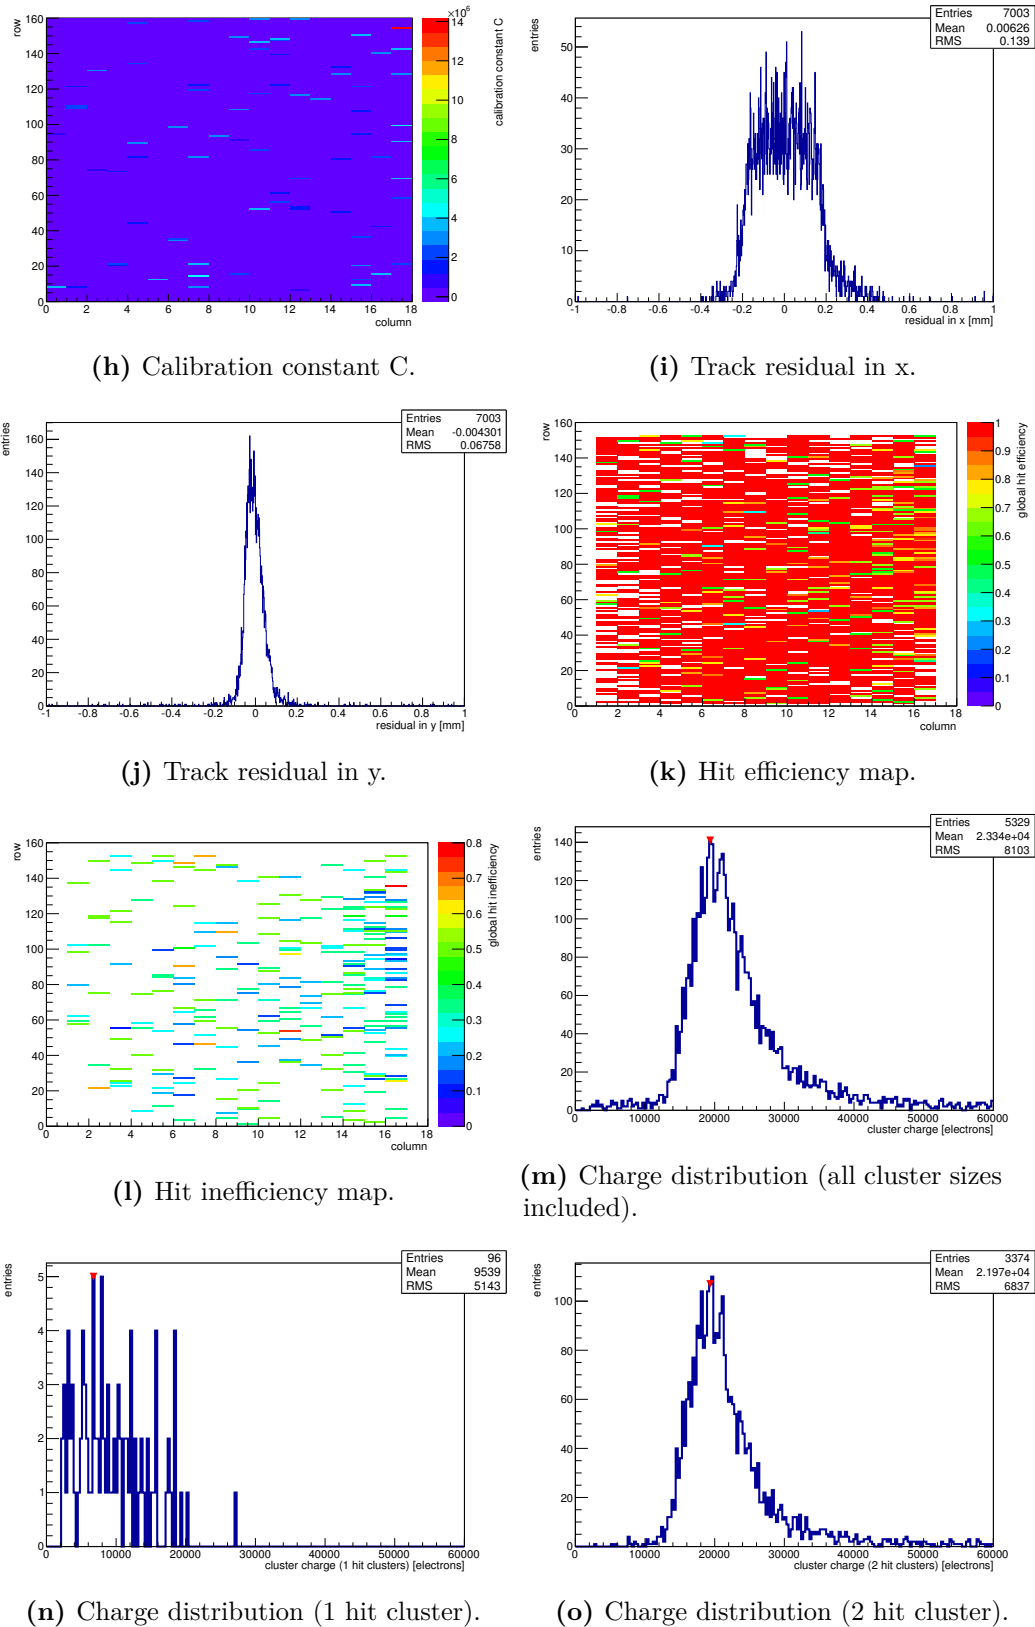 ×10⁶
160
140
120
100
80
60
40
20
0
row
0 2 4 6 8 10 12 14 16 18
column
14
12
10
8
6
4
2
0
calibration constant C
(h) Calibration constant C.
Entries 7003
Mean 0.00626
RMS 0.139
entries
50
40
30
20
10
0
-1 -0.8 -0.6 -0.4 -0.2 0 0.2 0.4 0.6 0.8 1
residual in x [mm]
(i) Track residual in x.
Entries 7003
Mean -0.004301
RMS 0.06758
entries
160
140
120
100
80
60
40
20
0
-1 -0.8 -0.6 -0.4 -0.2 0 0.2 0.4 0.6 0.8 1
residual in y [mm]
(j) Track residual in y.
row
160
140
120
100
80
60
40
20
0
0 2 4 6 8 10 12 14 16 18
column
1
0.9
0.8
0.7
0.6
0.5
0.4
0.3
0.2
0.1
0
global hit efficiency
(k) Hit efficiency map.
row
160
140
120
100
80
60
40
20
0
0 2 4 6 8 10 12 14 16 18
column
0.8
0.7
0.6
0.5
0.4
0.3
0.2
0.1
0
global hit inefficiency
(l) Hit inefficiency map.
Entries 5329
Mean 2.334e+04
RMS 8103
entries
140
120
100
80
60
40
20
0
0 10000 20000 30000 40000 50000 60000
cluster charge [electrons]
(m) Charge distribution (all cluster sizes
included).
Entries 96
Mean 9539
RMS 5143
entries
5
4
3
2
1
0
0 10000 20000 30000 40000 50000 60000
cluster charge (1 hit clusters) [electrons]
(n) Charge distribution (1 hit cluster).
Entries 3374
Mean 2.197e+04
RMS 6837
entries
100
80
60
40
20
0
0 10000 20000 30000 40000 50000 60000
cluster charge (2 hit clusters) [electrons]
(o) Charge distribution (2 hit cluster).